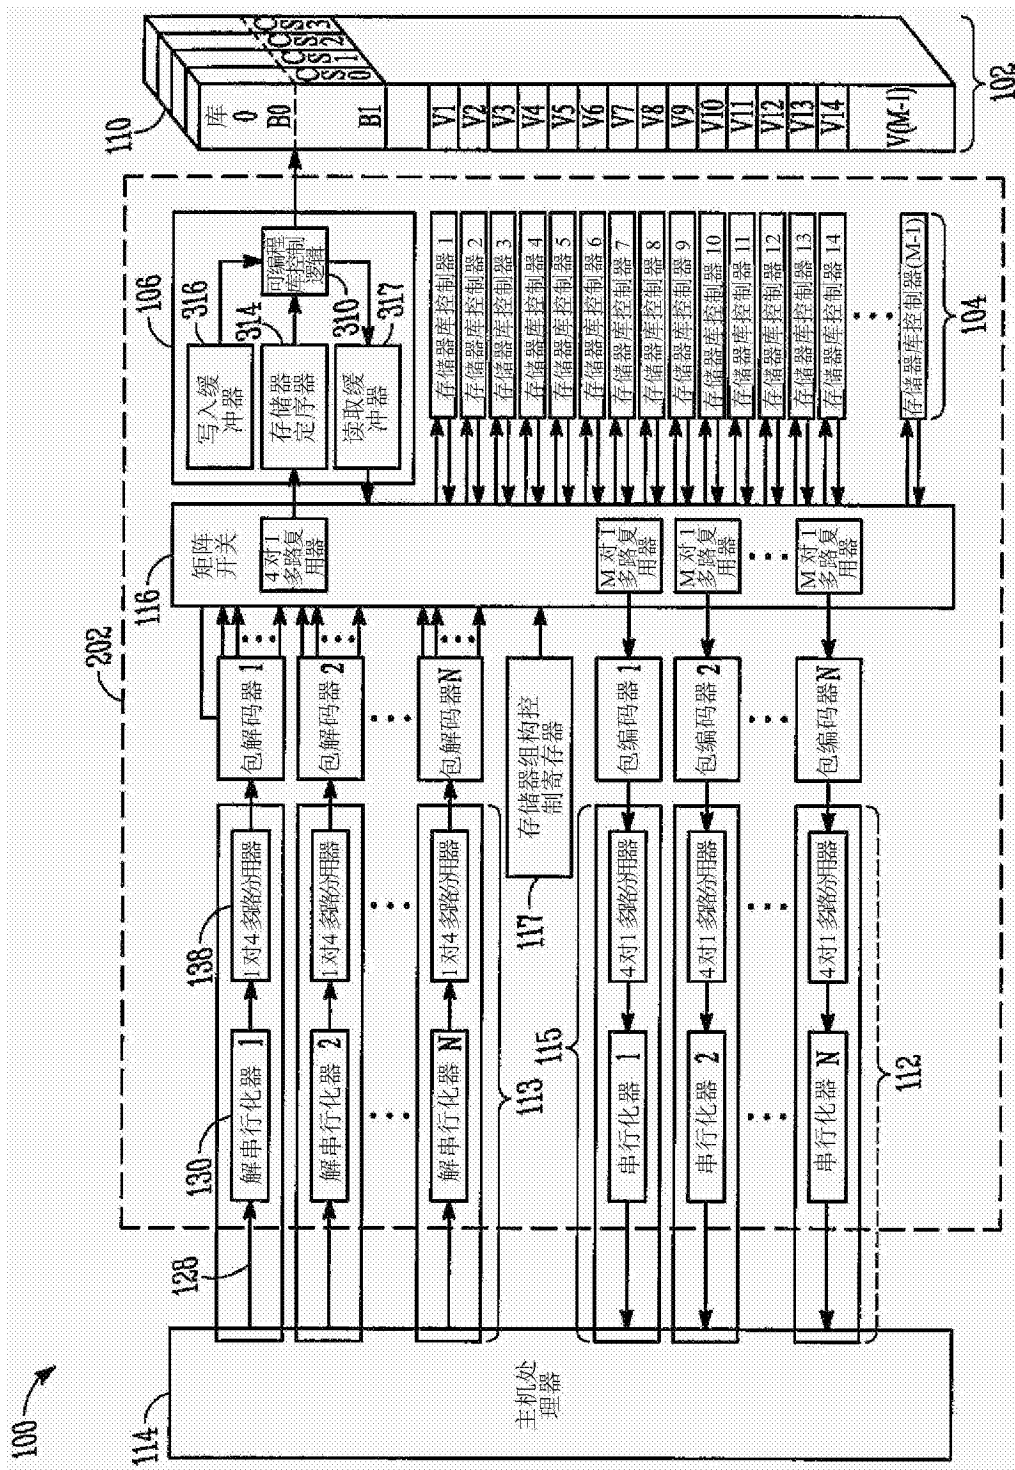 100
114
主机处
理器
128
130
138
202
116
106
110
102
解串行化器 1
1对4多路分用器
包解码器 1
解串行化器 2
1对4多路分用器
包解码器 2
解串行化器 N
1对4多路分用器
包解码器 N
113
117
存储器组构控
制寄存器
115
串行化器 1
4对1多路分用器
包编码器 1
串行化器 2
4对1多路分用器
包编码器 2
串行化器 N
4对1多路分用器
包编码器 N
112
矩阵
开关
4 对 1
多路复
用器
M 对 1
多路复
用器
M 对 1
多路复
用器
M 对 1
多路复
用器
316
写入缓
冲器
314
存储器
定序器
读取缓
冲器
可编程
库控制
逻辑
310
317
存储器库控制器 1
存储器库控制器 2
存储器库控制器 3
存储器库控制器 4
存储器库控制器 5
存储器库控制器 6
存储器库控制器 7
存储器库控制器 8
存储器库控制器 9
存储器库控制器 10
存储器库控制器 11
存储器库控制器 12
存储器库控制器 13
存储器库控制器 14
存储器库控制器(M-1)
104
库
0
B0
B1
CS0
CS1
CS2
CS3
V1
V2
V3
V4
V5
V6
V7
V8
V9
V10
V11
V12
V13
V14
V(M-1)